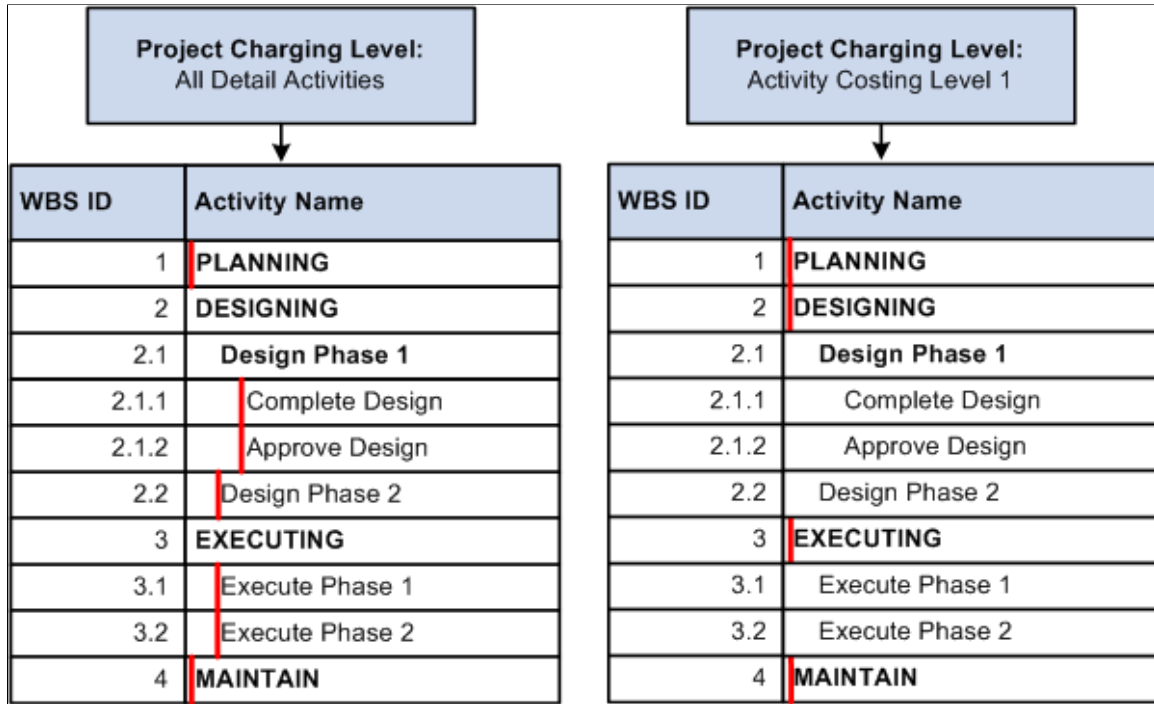 Project Charging Level:
All Detail Activities
WBS ID Activity Name
1 PLANNING
2 DESIGNING
2.1 Design Phase 1
2.1.1 Complete Design
2.1.2 Approve Design
2.2 Design Phase 2
3 EXECUTING
3.1 Execute Phase 1
3.2 Execute Phase 2
4 MAINTAIN
Project Charging Level:
Activity Costing Level 1
WBS ID Activity Name
1 PLANNING
2 DESIGNING
2.1 Design Phase 1
2.1.1 Complete Design
2.1.2 Approve Design
2.2 Design Phase 2
3 EXECUTING
3.1 Execute Phase 1
3.2 Execute Phase 2
4 MAINTAIN